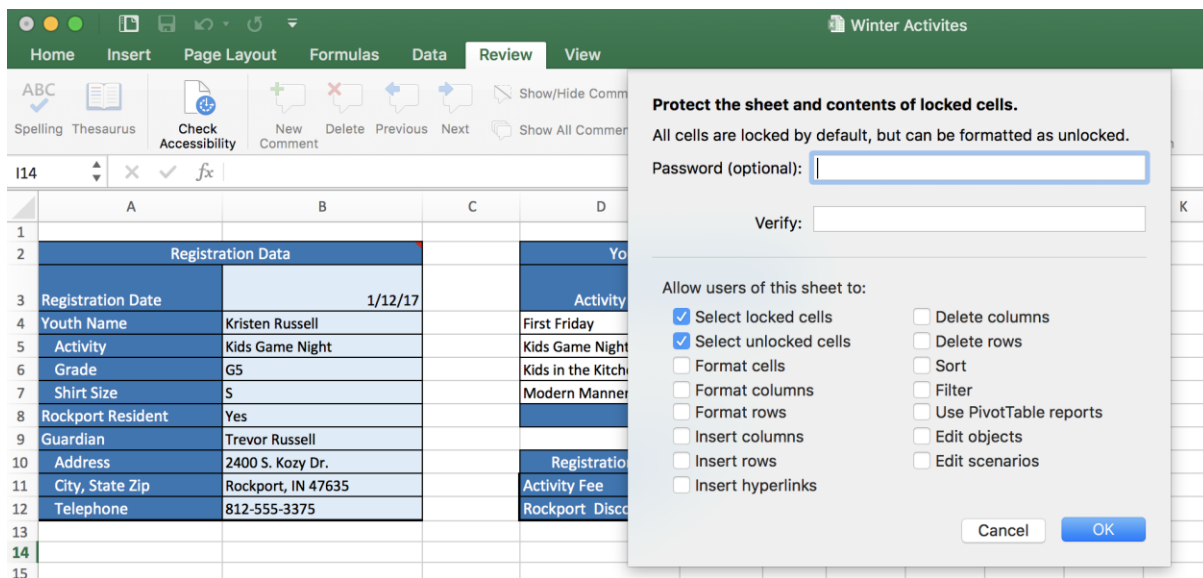 Winter Activites
Home Insert Page Layout Formulas Data Review View
ABC
Spelling Thesaurus Check Accessibility New Comment Delete Previous Next
Show/Hide Comm
Show All Commen
I14 fx
A B C D K
1
2 Registration Data Yo
3 Registration Date 1/12/17 Activity
4 Youth Name Kristen Russell First Friday
5 Activity Kids Game Night Kids Game Night
6 Grade G5 Kids in the Kitche
7 Shirt Size S Modern Manner
8 Rockport Resident Yes
9 Guardian Trevor Russell
10 Address 2400 S. Kozy Dr. Registratio
11 City, State Zip Rockport, IN 47635 Activity Fee
12 Telephone 812-555-3375 Rockport Disco
13
14
15
Protect the sheet and contents of locked cells.
All cells are locked by default, but can be formatted as unlocked.
Password (optional):
Verify:
Allow users of this sheet to:
Select locked cells Delete columns
Select unlocked cells Delete rows
Format cells Sort
Format columns Filter
Format rows Use PivotTable reports
Insert columns Edit objects
Insert rows Edit scenarios
Insert hyperlinks
Cancel OK